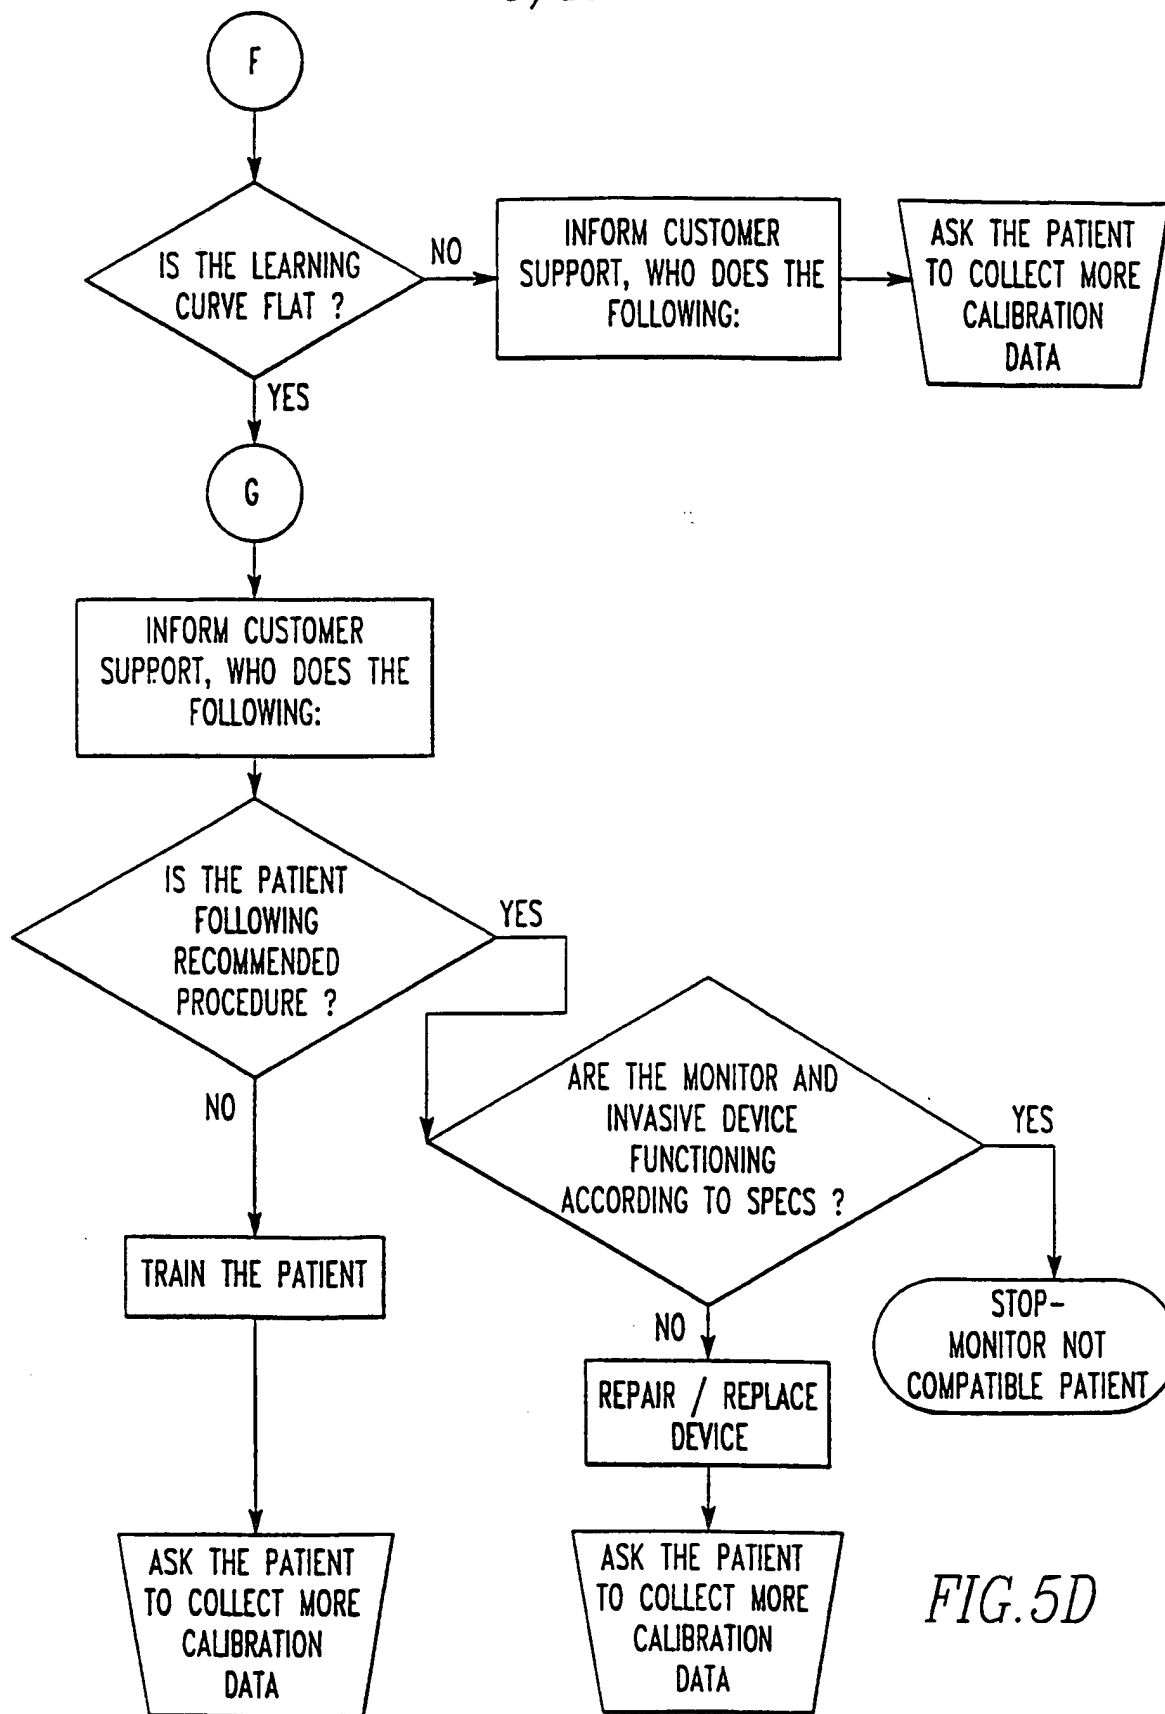 F
IS THE LEARNING
CURVE FLAT ?
NO
INFORM CUSTOMER
SUPPORT, WHO DOES THE
FOLLOWING:
ASK THE PATIENT
TO COLLECT MORE
CALIBRATION
DATA
YES
G
INFORM CUSTOMER
SUPPORT, WHO DOES THE
FOLLOWING:
IS THE PATIENT
FOLLOWING
RECOMMENDED
PROCEDURE ?
YES
NO
ARE THE MONITOR AND
INVASIVE DEVICE
FUNCTIONING
ACCORDING TO SPECS ?
YES
TRAIN THE PATIENT
NO
STOP-
MONITOR NOT
COMPATIBLE PATIENT
REPAIR / REPLACE
DEVICE
ASK THE PATIENT
TO COLLECT MORE
CALIBRATION
DATA
ASK THE PATIENT
TO COLLECT MORE
CALIBRATION
DATA
FIG.5D